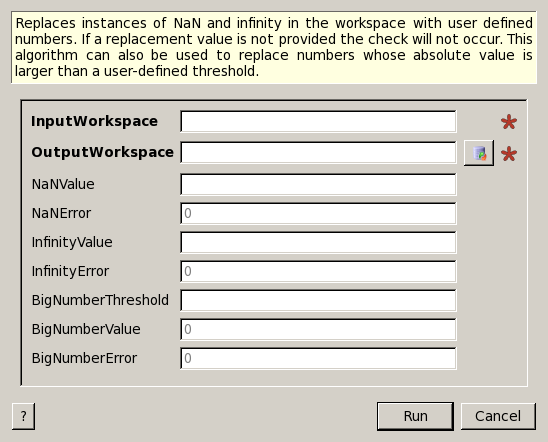 Replaces instances of NaN and infinity in the workspace with user defined
numbers. If a replacement value is not provided the check will not occur. This
algorithm can also be used to replace numbers whose absolute value is
larger than a user-defined threshold.
InputWorkspace
OutputWorkspace
NaNValue
NaNError 0
InfinityValue
InfinityError 0
BigNumberThreshold
BigNumberValue 0
BigNumberError 0
? Run Cancel